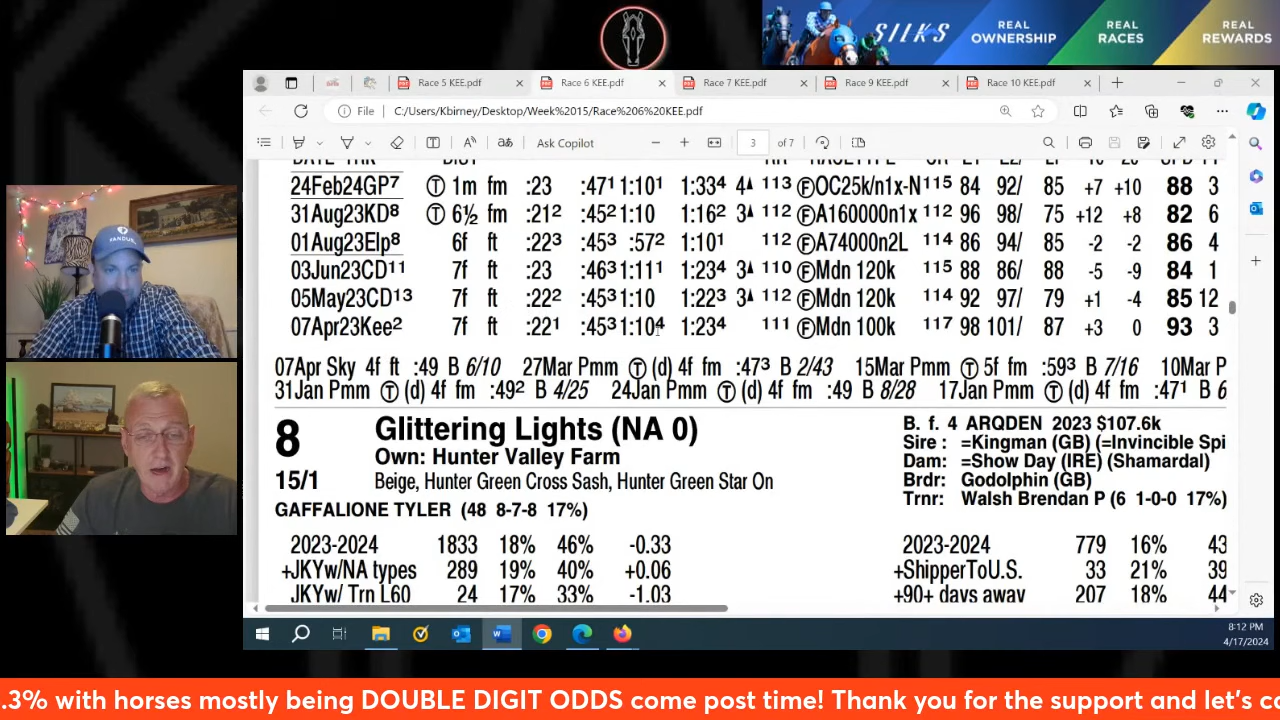 SILKS
REAL OWNERSHIP
REAL RACES
REAL REWARDS
Race 5 KEE.pdf
Race 6 KEE.pdf
Race 7 KEE.pdf
Race 9 KEE.pdf
Race 10 KEE.pdf
File
C:/Users/Kbirney/Desktop/Week%2015/Race%206%20KEE.pdf
Ask Copilot
3 of 7
24Feb24GP7 Ⓣ 1m fm :23 :471 1:101 1:334 4▲ 113 ⒻOC25k/n1x-N 115 84 92/ 85 +7 +10 88 3
31Aug23KD8 Ⓣ 6½ fm :212 :452 1:10 1:162 3▲ 112 ⒻA160000n1x 112 96 98/ 75 +12 +8 82 6
01Aug23Elp8 6f ft :223 :453 :572 1:101 112 ⒻA74000n2L 114 86 94/ 85 -2 -2 86 4
03Jun23CD11 7f ft :23 :463 1:111 1:234 3▲ 110 ⒻMdn 120k 115 88 86/ 88 -5 -9 84 1
05May23CD13 7f ft :222 :453 1:10 1:223 3▲ 112 ⒻMdn 120k 114 92 97/ 79 +1 -4 85 12
07Apr23Kee2 7f ft :221 :453 1:104 1:234 111 ⒻMdn 100k 117 98 101/ 87 +3 0 93 3
07Apr Sky 4f ft :49 B 6/10 27Mar Pmm Ⓣ (d) 4f fm :473 B 2/43 15Mar Pmm Ⓣ 5f fm :593 B 7/16 10Mar P
31Jan Pmm Ⓣ (d) 4f fm :492 B 4/25 24Jan Pmm Ⓣ (d) 4f fm :49 B 8/28 17Jan Pmm Ⓣ (d) 4f fm :471 B 6
8 Glittering Lights (NA 0)
Own: Hunter Valley Farm
15/1 Beige, Hunter Green Cross Sash, Hunter Green Star On
GAFFALIONE TYLER (48 8-7-8 17%)
B. f. 4 ARQDEN 2023 $107.6k
Sire : =Kingman (GB) (=Invincible Spi
Dam: =Show Day (IRE) (Shamardal)
Brdr: Godolphin (GB)
Trnr: Walsh Brendan P (6 1-0-0 17%)
2023-2024 1833 18% 46% -0.33
+JKYw/NA types 289 19% 40% +0.06
JKYw/ Trn L60 24 17% 33% -1.03
2023-2024 779 16% 43
+ShipperToU.S. 33 21% 39
+90+ days away 207 18% 44
8:12 PM
4/17/2024
.3% with horses mostly being DOUBLE DIGIT ODDS come post time! Thank you for the support and let's co